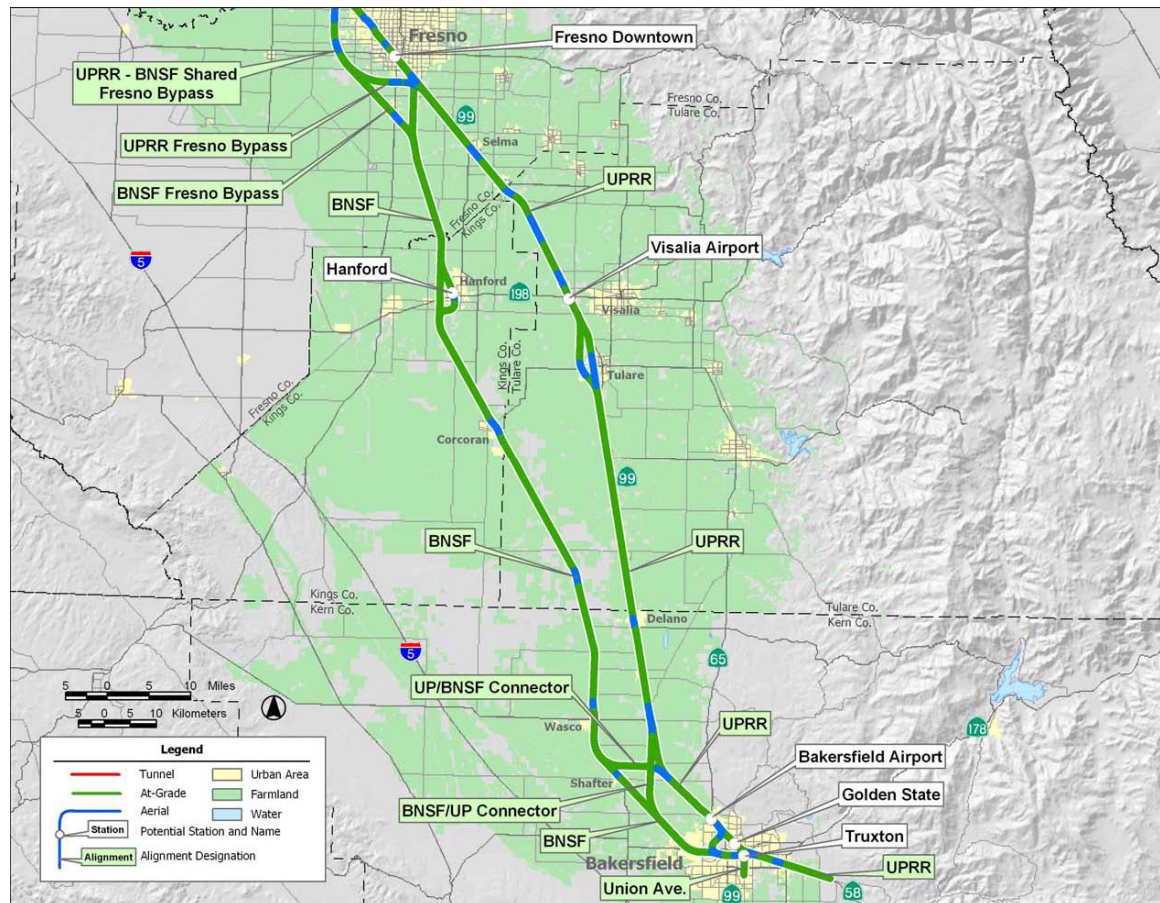 Fresno
Fresno Downtown
UPRR - BNSF Shared
Fresno Bypass
Fresno Co.
Tulare Co.
99
UPRR Fresno Bypass
Selma
BNSF Fresno Bypass
UPRR
BNSF
Fresno Co.
Kings Co.
Visalia Airport
5
Hanford
Hanford
198
Visalia
Kings Co.
Tulare Co.
Tulare
Fresno Co.
Kings Co.
Corcoran
99
BNSF
UPRR
Kings Co.
Kern Co.
Tulare Co.
Kern Co.
Delano
5
65
UP/BNSF Connector
5 0 5 10 Miles
5 0 5 10 Kilometers
Wasco
UPRR
178
Bakersfield Airport
Shafter
Golden State
BNSF/UP Connector
Truxton
BNSF
Bakersfield
UPRR
Union Ave.
99
58
Legend
Tunnel
Urban Area
At-Grade
Farmland
Aerial
Water
Station
Potential Station and Name
Alignment
Alignment Designation